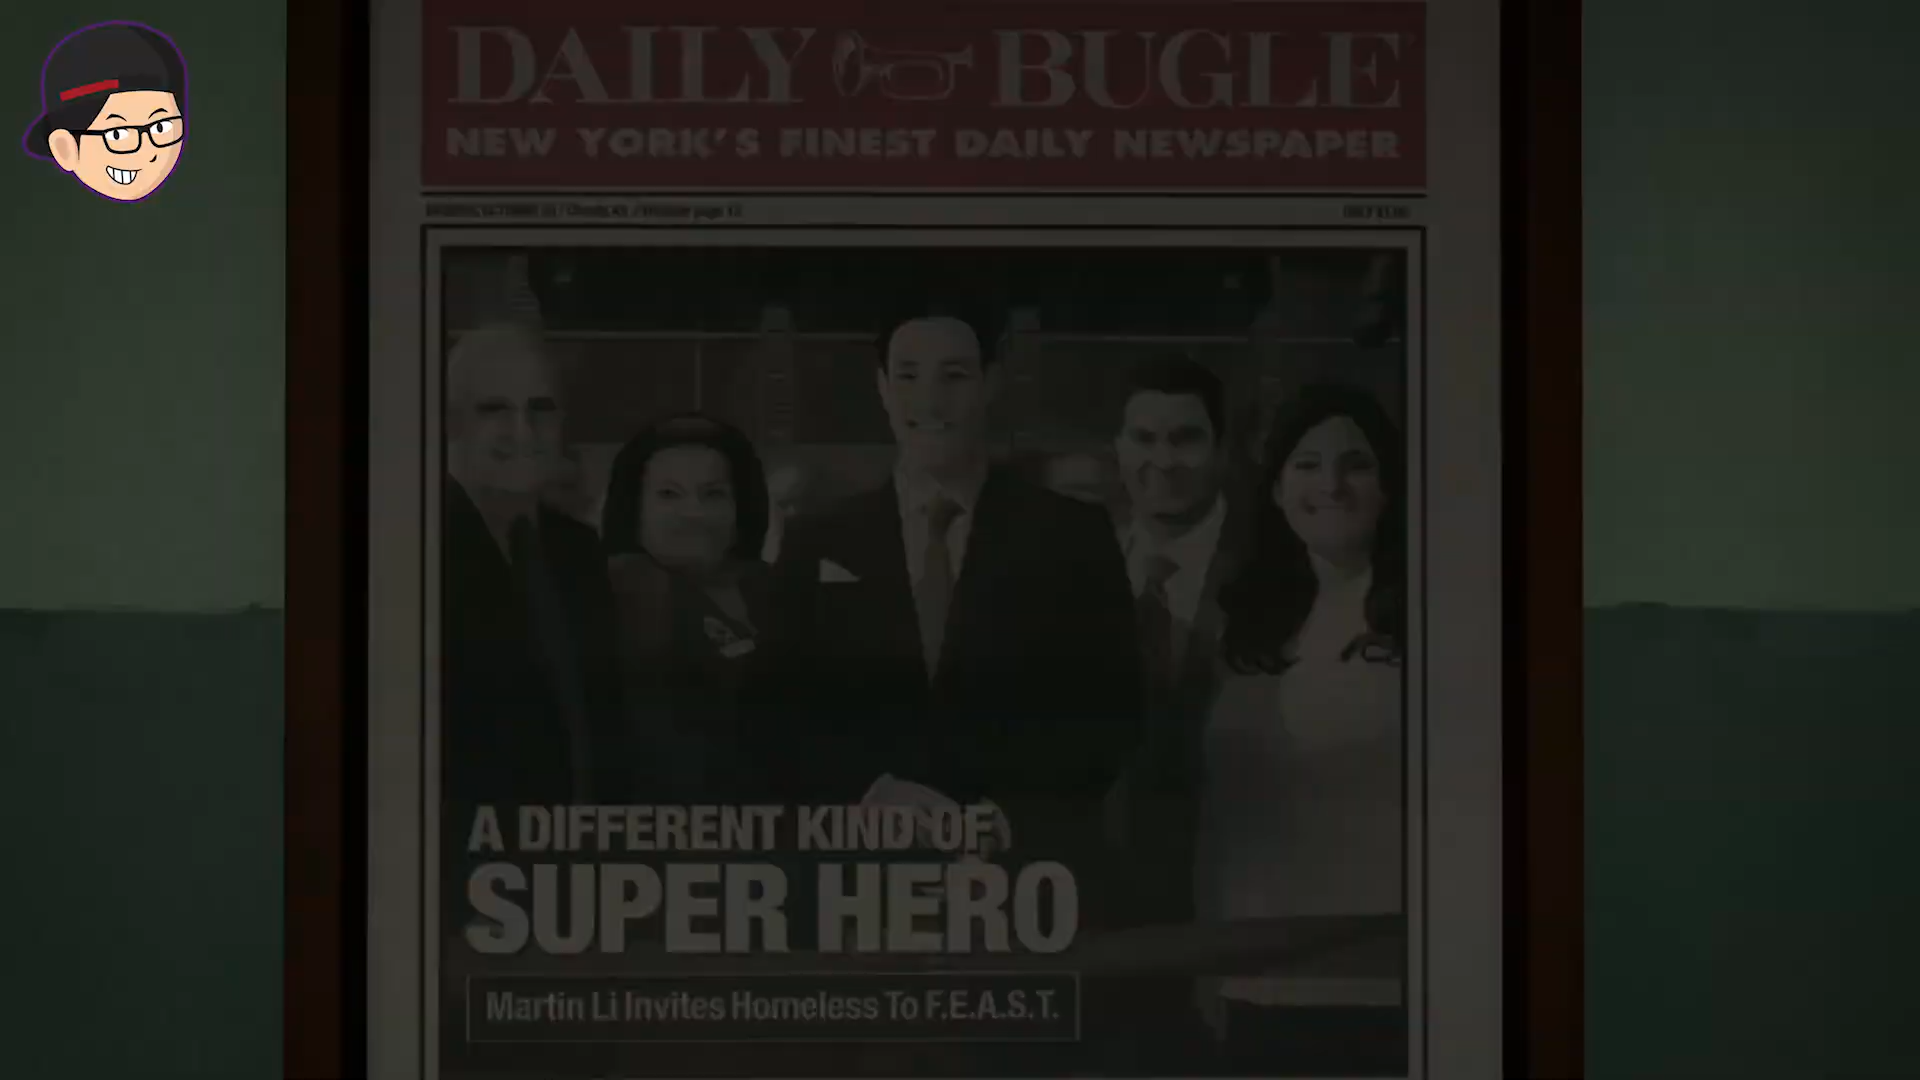 DAILY BUGLE
NEW YORK'S FINEST DAILY NEWSPAPER
A DIFFERENT KIND OF
SUPER HERO
Martin Li Invites Homeless To F.E.A.S.T.